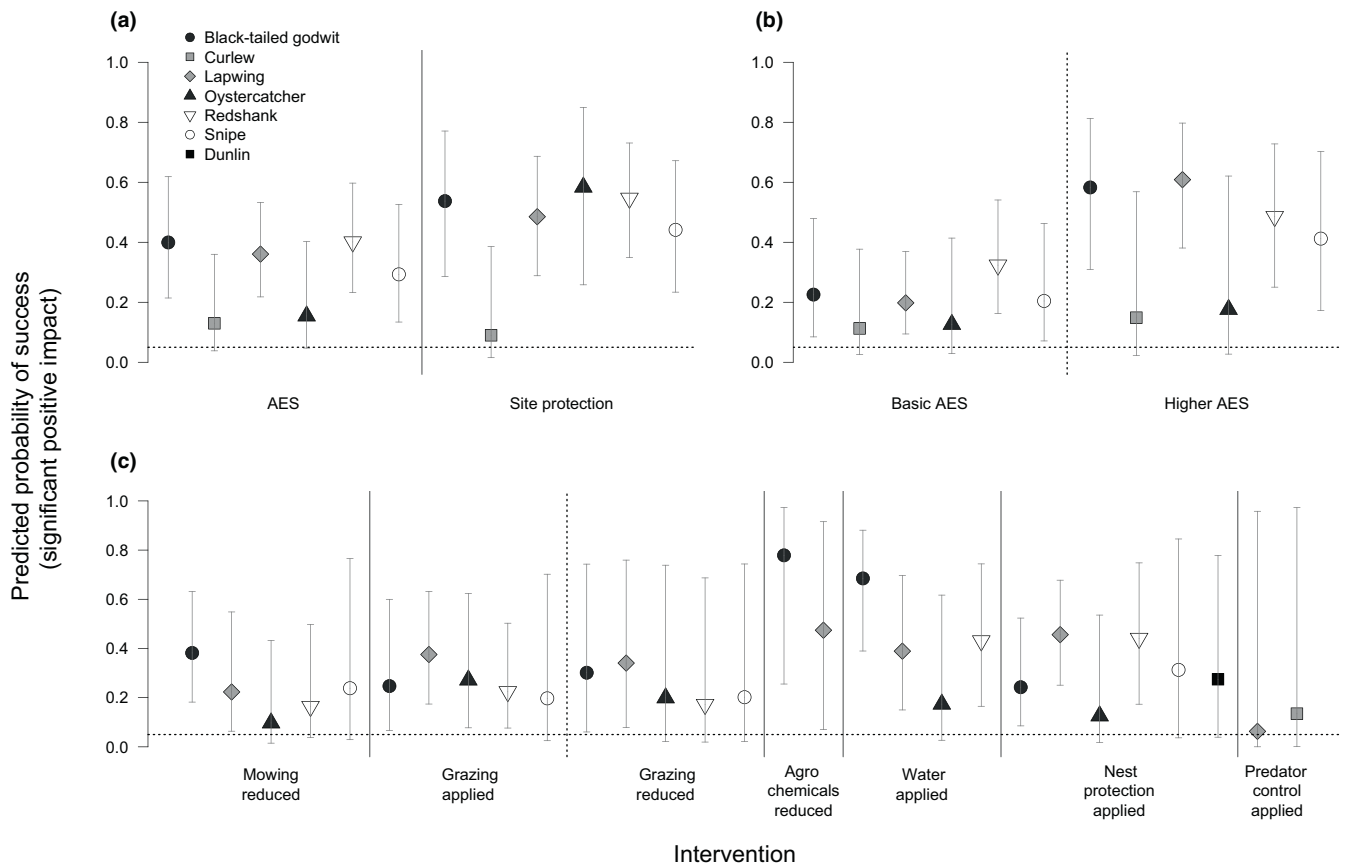 (a)
Black-tailed godwit
Curlew
Lapwing
Oystercatcher
Redshank
Snipe
Dunlin
1.0
0.8
0.6
0.4
0.2
0.0
AES
Site protection
(b)
1.0
0.8
0.6
0.4
0.2
0.0
Basic AES
Higher AES
Predicted probability of success
(significant positive impact)
(c)
1.0
0.8
0.6
0.4
0.2
0.0
Mowing
reduced
Grazing
applied
Grazing
reduced
Agro
chemicals
reduced
Water
applied
Nest
protection
applied
Predator
control
applied
Intervention